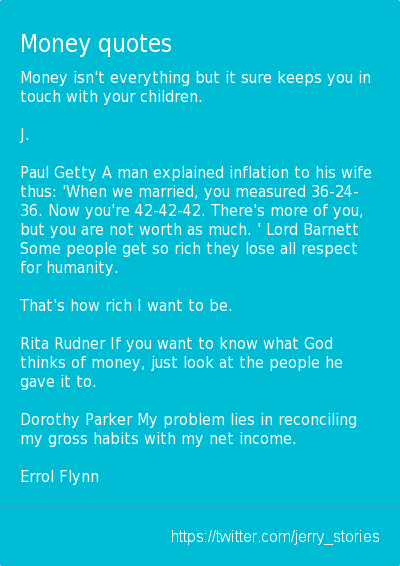 Money quotes
Money isn't everything but it sure keeps you in
touch with your children.
J.
Paul Getty A man explained inflation to his wife
thus: 'When we married, you measured 36-24-
36. Now you're 42-42-42. There's more of you,
but you are not worth as much. ' Lord Barnett
Some people get so rich they lose all respect
for humanity.
That's how rich I want to be.
Rita Rudner If you want to know what God
thinks of money, just look at the people he
gave it to.
Dorothy Parker My problem lies in reconciling
my gross habits with my net income.
Errol Flynn
https://twitter.com/jerry_stories